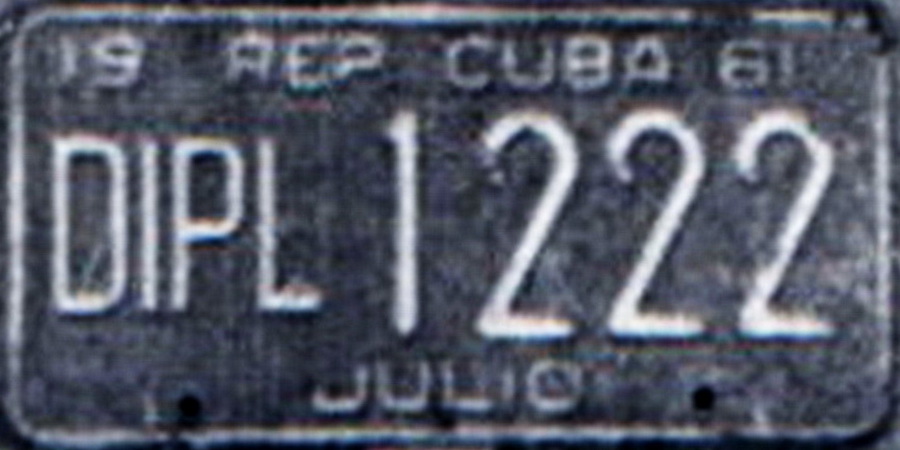 19 REP CUBA 61
DIPL 1222
JULIO